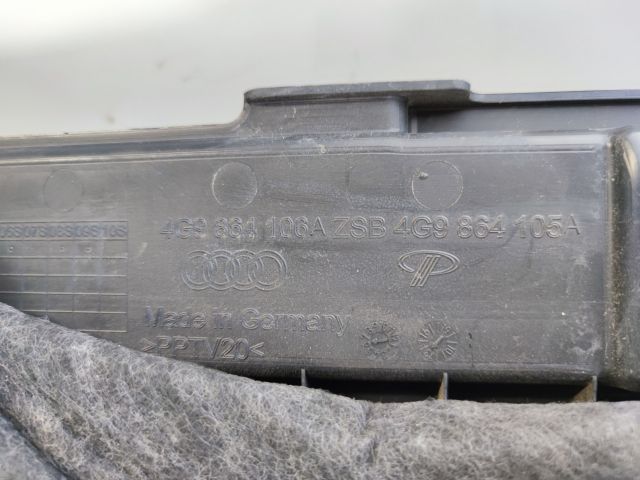 4G9 864 106A ZSB 4G9 864 105A
Made in Germany
>PPTV20<